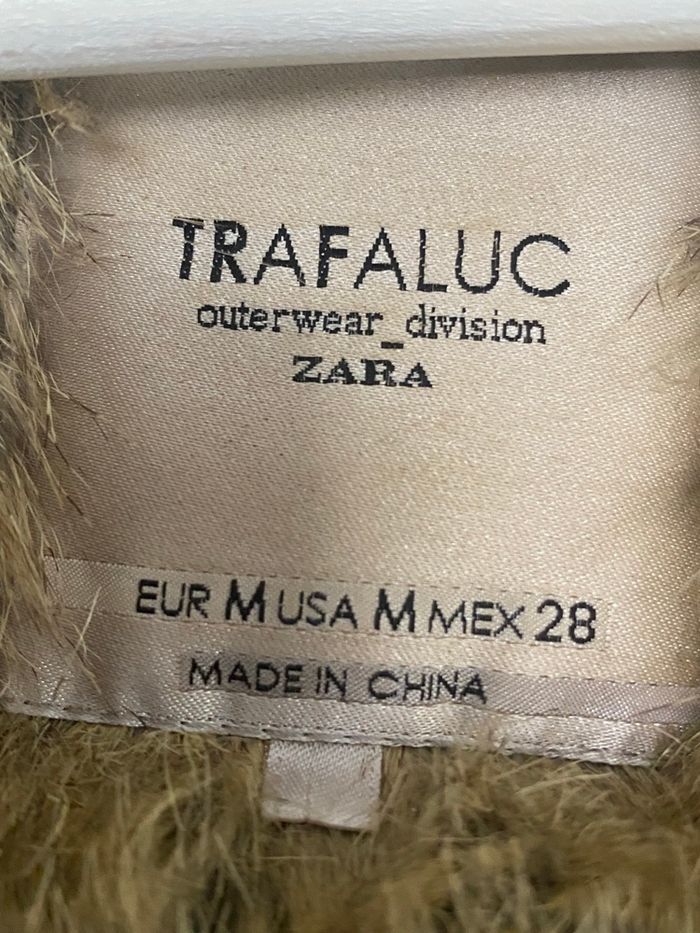 TRAFALUC
outerwear_division
ZARA
EUR M USA M MEX 28
MADE IN CHINA